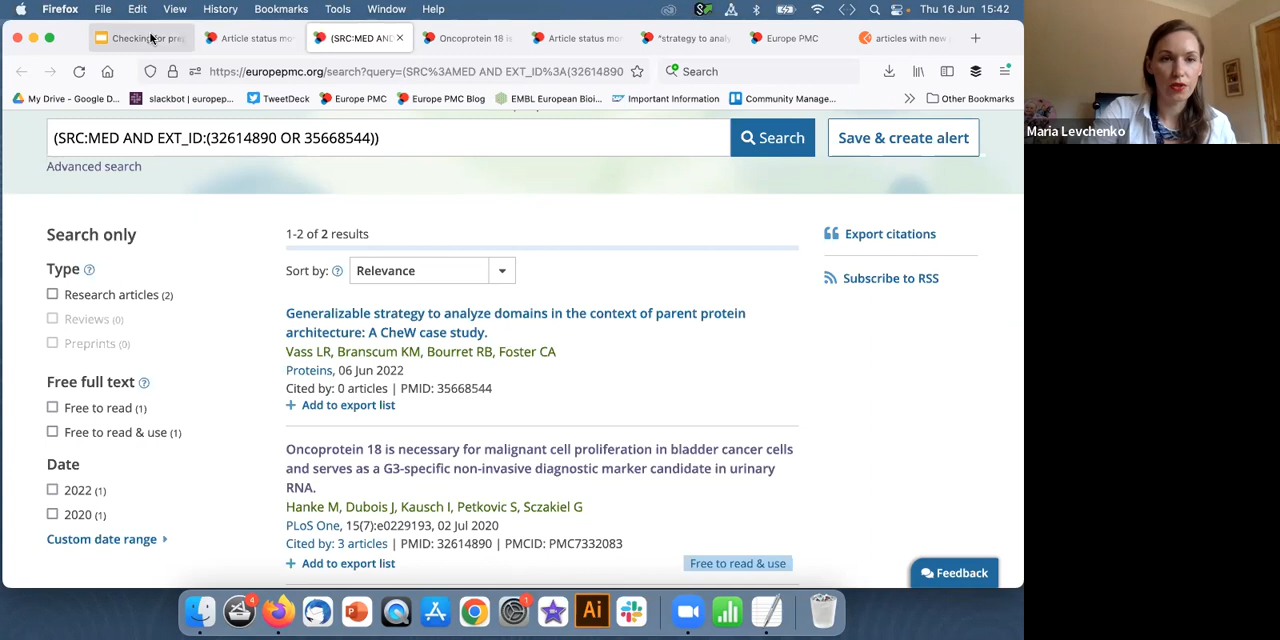 Firefox File Edit View History Bookmarks Tools Window Help Thu 16 Jun 15:42
Checking for pre Article status mo (SRC:MED AND Oncoprotein 18 is Article status mo "strategy to analy Europe PMC articles with new
https://europepmc.org/search?query=(SRC%3AMED AND EXT_ID%3A(32614890 Search
My Drive - Google D... slackbot | europep... TweetDeck Europe PMC Europe PMC Blog EMBL European Bioi... Important Information Community Manage... Other Bookmarks
(SRC:MED AND EXT_ID:(32614890 OR 35668544)) Search Save & create alert
Advanced search
Search only
Type
Research articles (2)
Reviews (0)
Preprints (0)
Free full text
Free to read (1)
Free to read & use (1)
Date
2022 (1)
2020 (1)
Custom date range
1-2 of 2 results
Sort by: Relevance
Generalizable strategy to analyze domains in the context of parent protein
architecture: A CheW case study.
Vass LR, Branscum KM, Bourret RB, Foster CA
Proteins, 06 Jun 2022
Cited by: 0 articles | PMID: 35668544
+ Add to export list
Oncoprotein 18 is necessary for malignant cell proliferation in bladder cancer cells
and serves as a G3-specific non-invasive diagnostic marker candidate in urinary
RNA.
Hanke M, Dubois J, Kausch I, Petkovic S, Sczakiel G
PLoS One, 15(7):e0229193, 02 Jul 2020
Cited by: 3 articles | PMID: 32614890 | PMCID: PMC7332083
+ Add to export list Free to read & use
Export citations
Subscribe to RSS
Feedback
4
1
Ai
Maria Levchenko